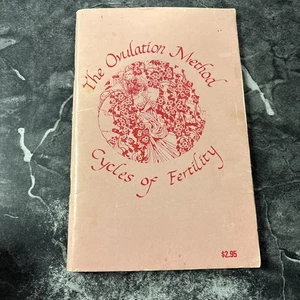 The Ovulation Method
Cycles of Fertility
$2.95